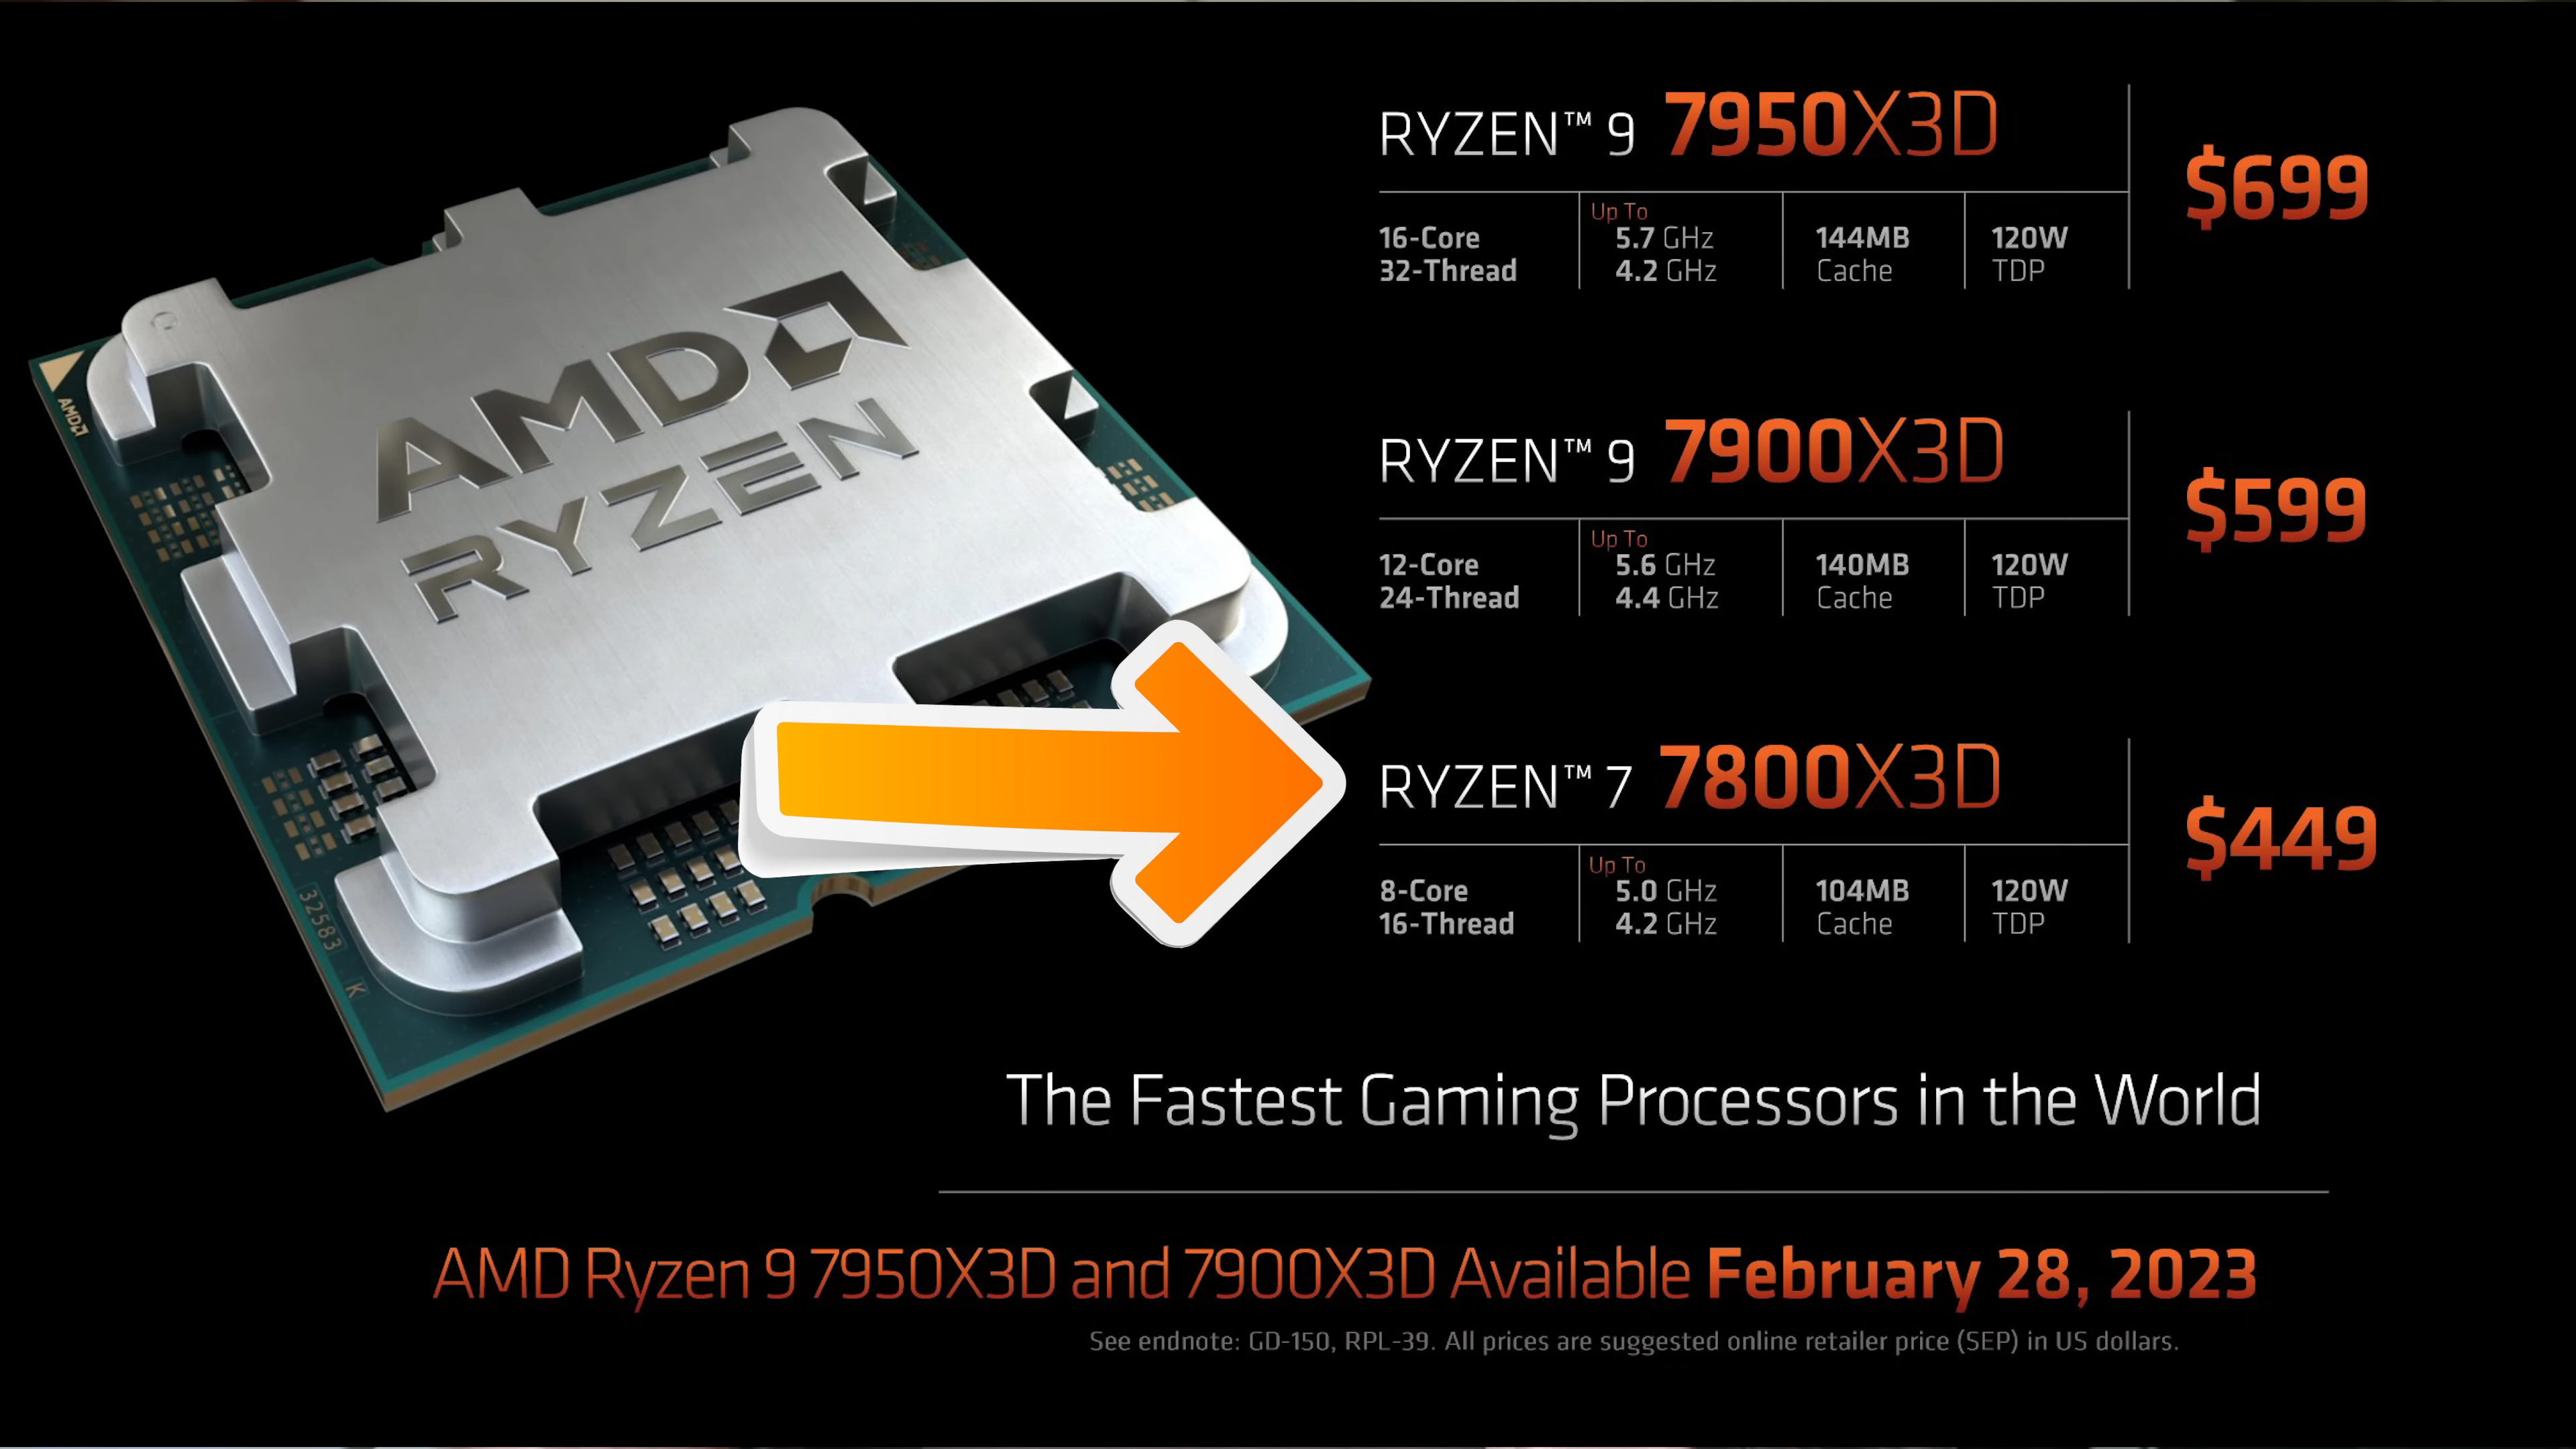 AMD
RYZEN
AMD
32583
K
RYZEN™ 9 7950X3D
$699
16-Core
32-Thread
Up To
5.7 GHz
4.2 GHz
144MB
Cache
120W
TDP
RYZEN™ 9 7900X3D
$599
12-Core
24-Thread
Up To
5.6 GHz
4.4 GHz
140MB
Cache
120W
TDP
RYZEN™ 7 7800X3D
$449
8-Core
16-Thread
Up To
5.0 GHz
4.2 GHz
104MB
Cache
120W
TDP
The Fastest Gaming Processors in the World
AMD Ryzen 9 7950X3D and 7900X3D Available February 28, 2023
See endnote: GD-150, RPL-39. All prices are suggested online retailer price (SEP) in US dollars.